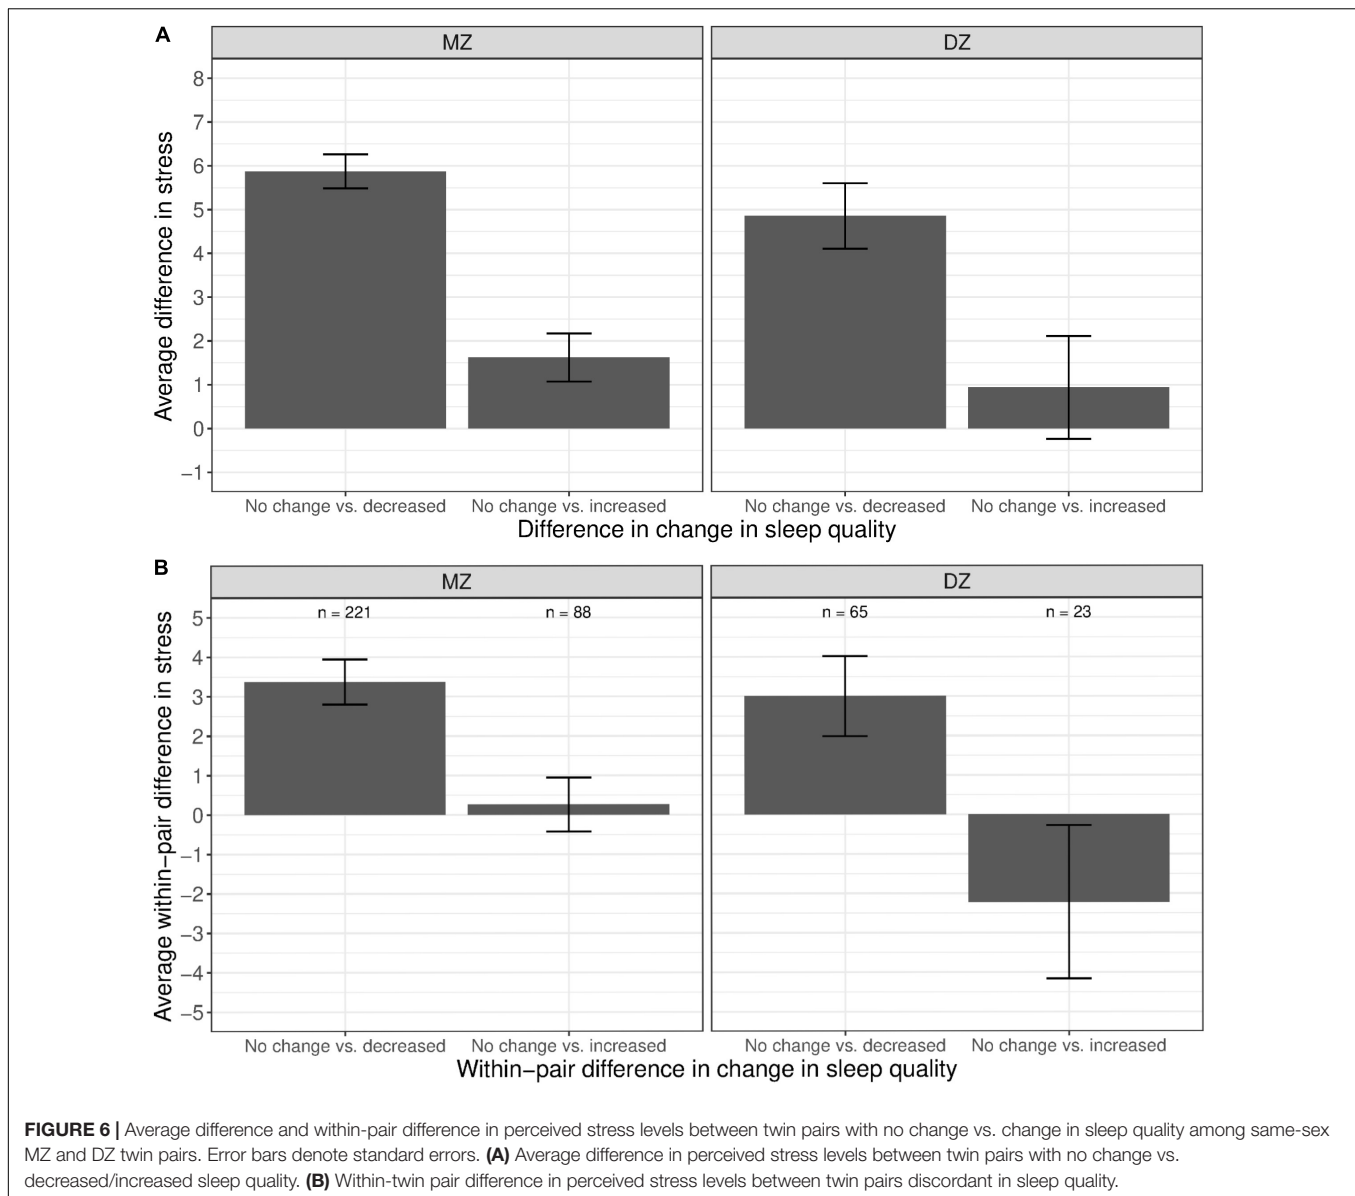 A
MZ DZ
Average difference in stress
8
7
6
5
4
3
2
1
0
−1
No change vs. decreased No change vs. increased No change vs. decreased No change vs. increased
Difference in change in sleep quality
B
MZ DZ
n = 221 n = 88 n = 65 n = 23
Average within−pair difference in stress
5
4
3
2
1
0
−1
−2
−3
−4
−5
No change vs. decreased No change vs. increased No change vs. decreased No change vs. increased
Within−pair difference in change in sleep quality
FIGURE 6 | Average difference and within-pair difference in perceived stress levels between twin pairs with no change vs. change in sleep quality among same-sex
MZ and DZ twin pairs. Error bars denote standard errors. (A) Average difference in perceived stress levels between twin pairs with no change vs.
decreased/increased sleep quality. (B) Within-twin pair difference in perceived stress levels between twin pairs discordant in sleep quality.